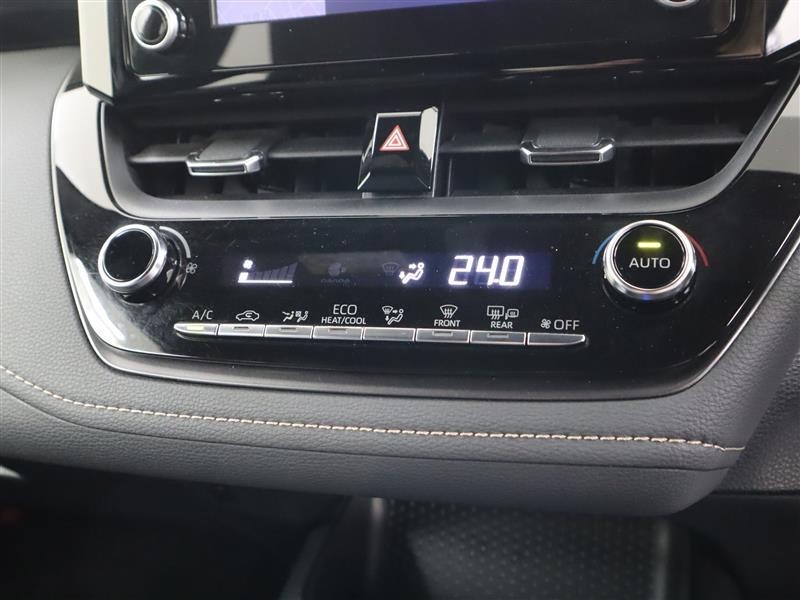 24.0
AUTO
A/C
ECO
HEAT/COOL
FRONT
REAR
OFF